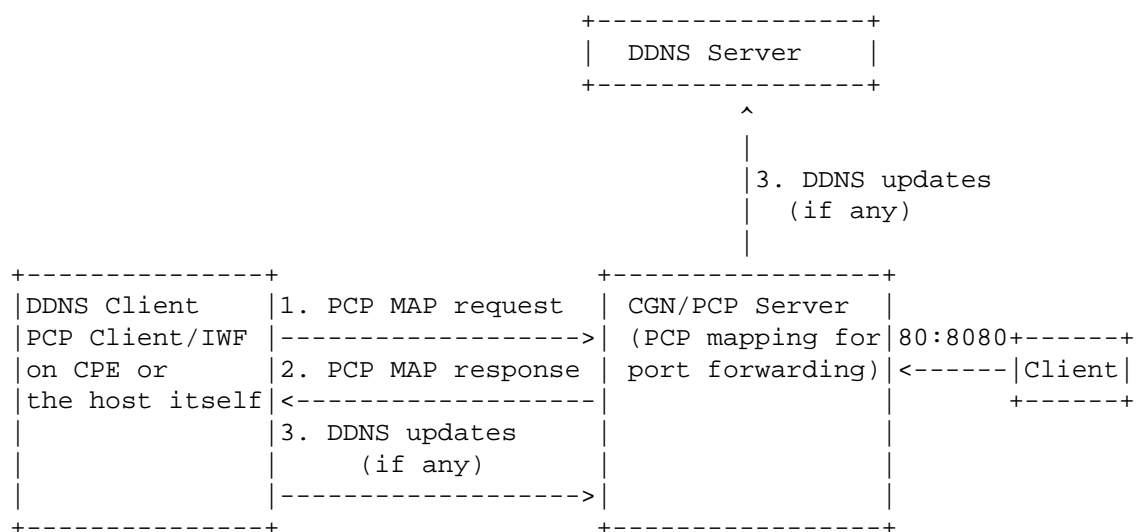 DDNS Server
3. DDNS updates
(if any)
DDNS Client 1. PCP MAP request CGN/PCP Server
PCP Client/IWF (PCP mapping for 80:8080
on CPE or 2. PCP MAP response port forwarding) Client
the host itself
3. DDNS updates
(if any)